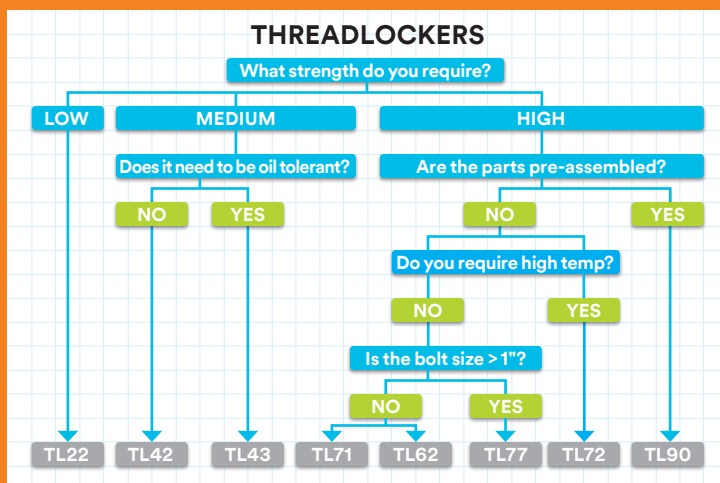 THREADLOCKERS
What strength do you require?
LOW
MEDIUM
HIGH
Does it need to be oil tolerant?
Are the parts pre-assembled?
NO
YES
NO
YES
Do you require high temp?
NO
YES
Is the bolt size > 1"?
NO
YES
TL22
TL42
TL43
TL71
TL62
TL77
TL72
TL90